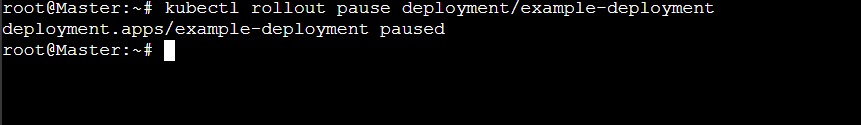 root@Master:~# kubectl rollout pause deployment/example-deployment
deployment.apps/example-deployment paused
root@Master:~#